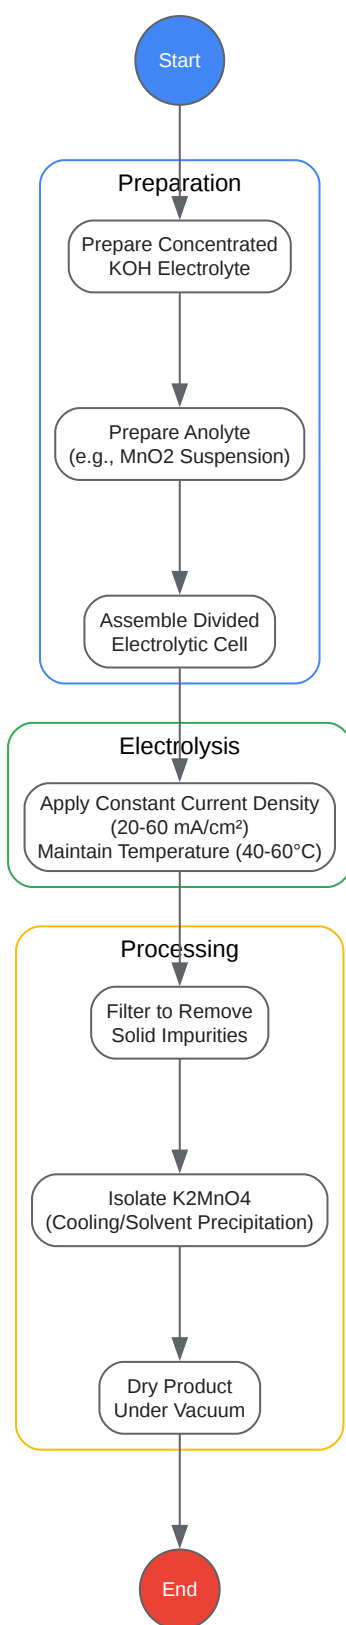 Start
Preparation
Prepare Concentrated
KOH Electrolyte
Prepare Anolyte
(e.g., MnO2 Suspension)
Assemble Divided
Electrolytic Cell
Electrolysis
Apply Constant Current Density
(20-60 mA/cm²)
Maintain Temperature (40-60°C)
Processing
Filter to Remove
Solid Impurities
Isolate K2MnO4
(Cooling/Solvent Precipitation)
Dry Product
Under Vacuum
End